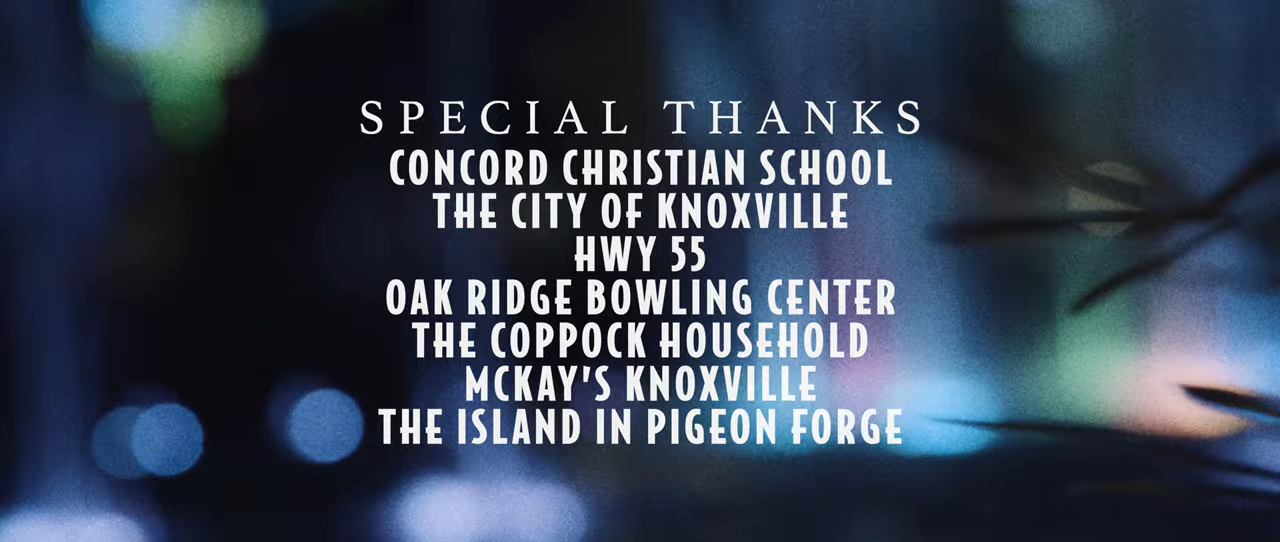 SPECIAL THANKS
CONCORD CHRISTIAN SCHOOL
THE CITY OF KNOXVILLE
HWY 55
OAK RIDGE BOWLING CENTER
THE COPPOCK HOUSEHOLD
MCKAY'S KNOXVILLE
THE ISLAND IN PIGEON FORGE